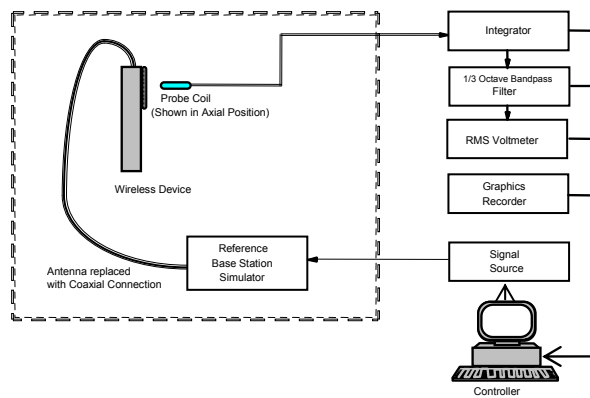 Integrator
1/3 Octave Bandpass
Filter
RMS Voltmeter
Graphics
Recorder
Signal
Source
Controller
Probe Coil
(Shown in Axial Position)
Wireless Device
Reference
Base Station
Simulator
Antenna replaced
with Coaxial Connection